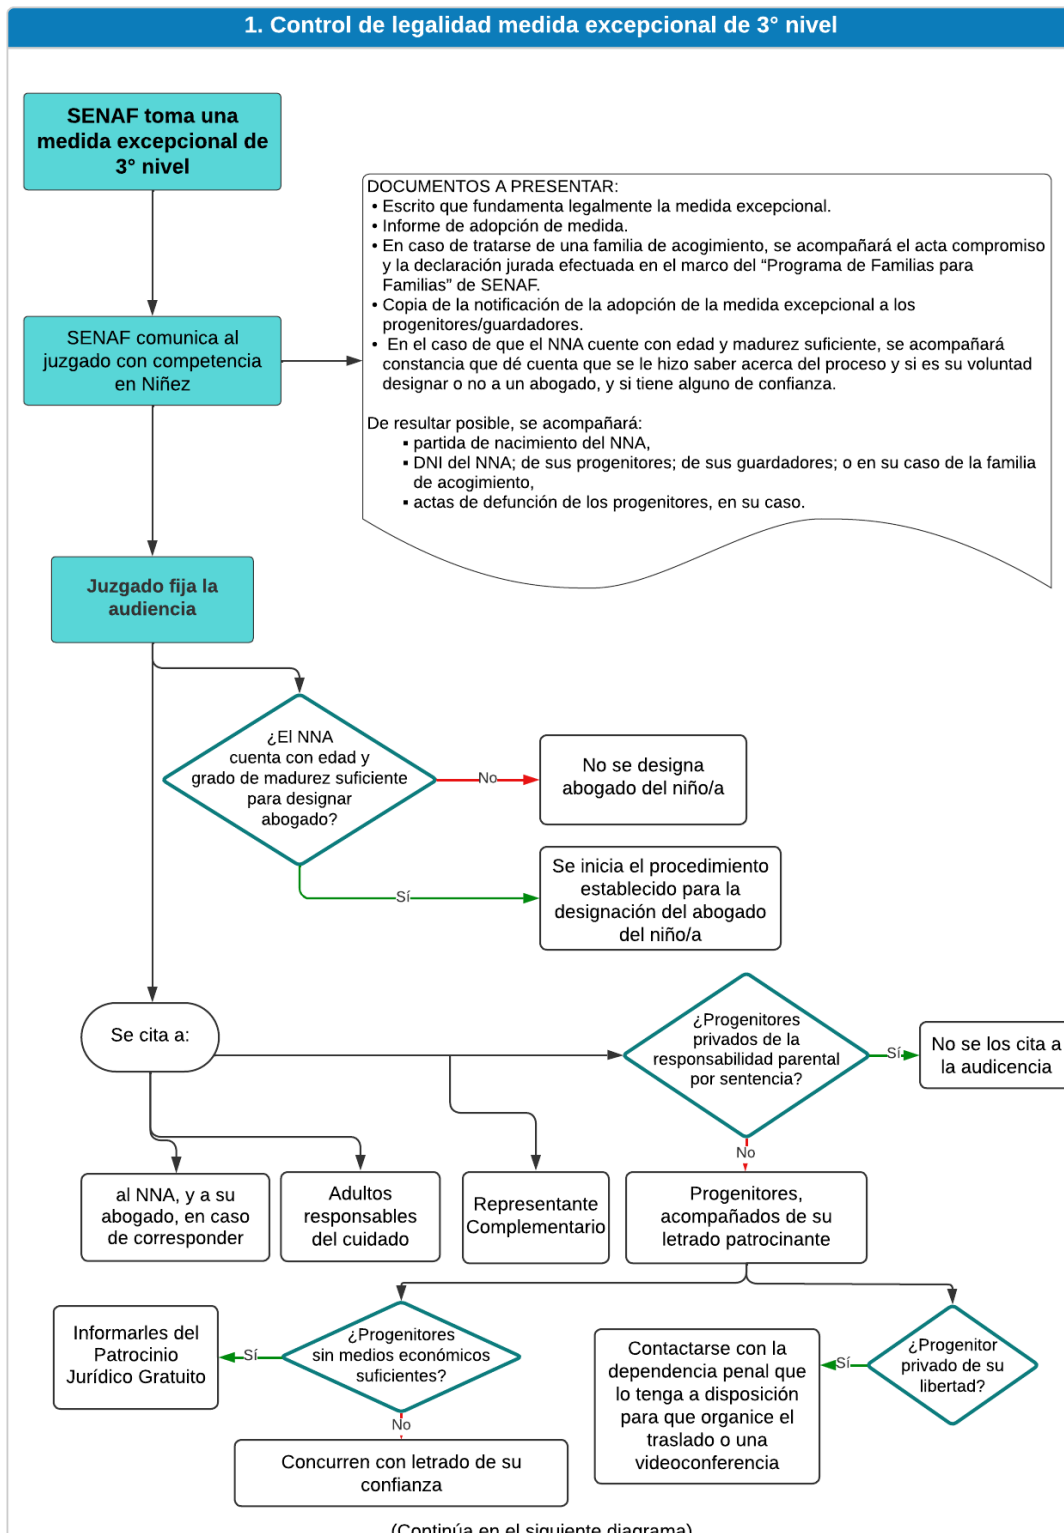 1. Control de legalidad medida excepcional de 3° nivel
SENAF toma una
medida excepcional de
3° nivel
DOCUMENTOS A PRESENTAR:
• Escrito que fundamenta legalmente la medida excepcional.
• Informe de adopción de medida.
• En caso de tratarse de una familia de acogimiento, se acompañará el acta compromiso
y la declaración jurada efectuada en el marco del “Programa de Familias para
Familias” de SENAF.
• Copia de la notificación de la adopción de la medida excepcional a los
progenitores/guardadores.
• En el caso de que el NNA cuente con edad y madurez suficiente, se acompañará
constancia que dé cuenta que se le hizo saber acerca del proceso y si es su voluntad
designar o no a un abogado, y si tiene alguno de confianza.
De resultar posible, se acompañará:
▪ partida de nacimiento del NNA,
▪ DNI del NNA; de sus progenitores; de sus guardadores; o en su caso de la familia
de acogimiento,
▪ actas de defunción de los progenitores, en su caso.
SENAF comunica al
juzgado con competencia
en Niñez
Juzgado fija la
audiencia
¿El NNA
cuenta con edad y
grado de madurez suficiente
para designar
abogado?
No
No se designa
abogado del niño/a
Sí
Se inicia el procedimiento
establecido para la
designación del abogado
del niño/a
Se cita a:
¿Progenitores
privados de la
responsabilidad parental
por sentencia?
Sí
No se los cita a
la audicencia
No
al NNA, y a su
abogado, en caso
de corresponder
Adultos
responsables
del cuidado
Representante
Complementario
Progenitores,
acompañados de su
letrado patrocinante
Informarles del
Patrocinio
Jurídico Gratuito
Sí
¿Progenitores
sin medios económicos
suficientes?
No
Concurren con letrado de su
confianza
Contactarse con la
dependencia penal que
lo tenga a disposición
para que organice el
traslado o una
videoconferencia
Sí
¿Progenitor
privado de su
libertad?
(Continúa en el siguiente diagrama)